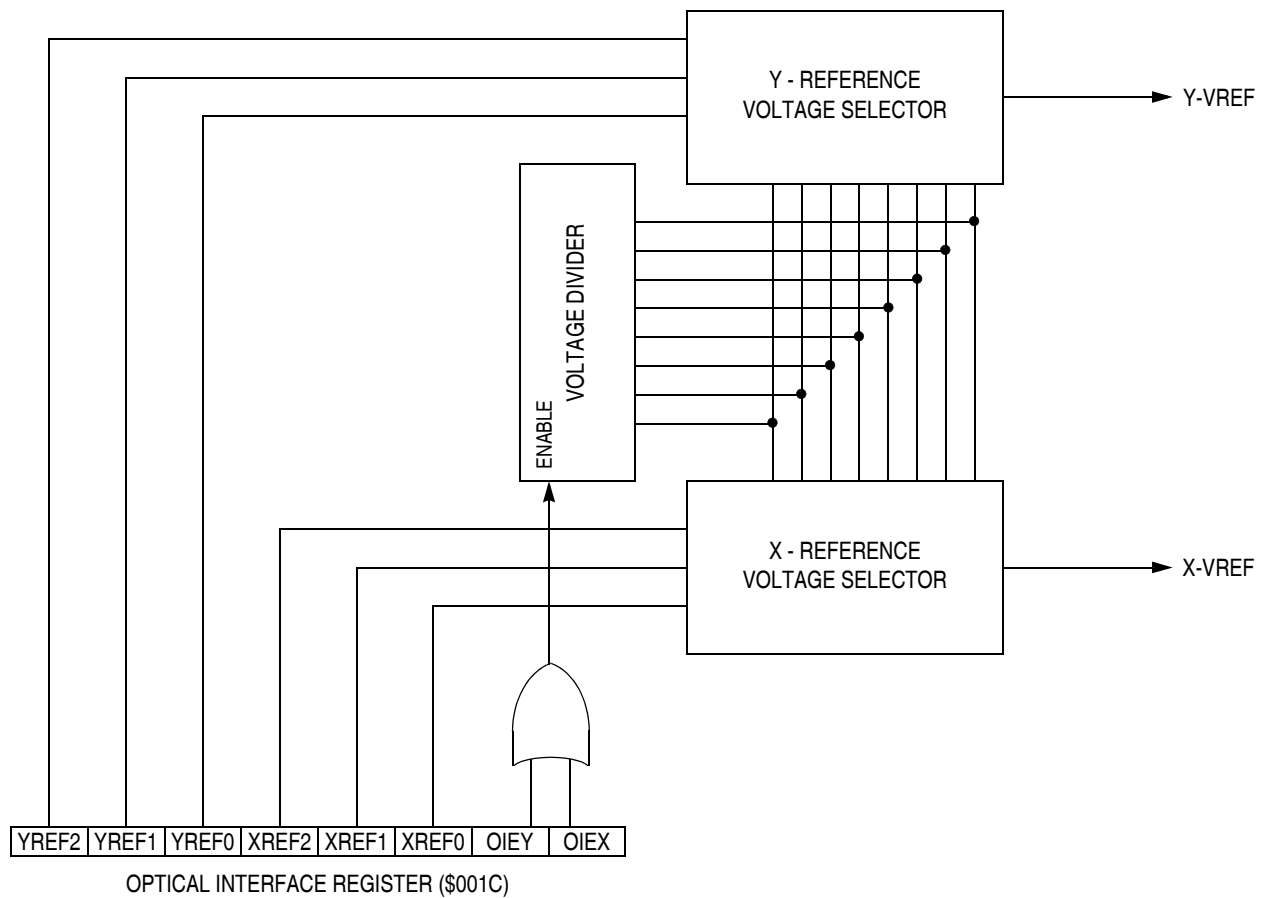 Y - REFERENCE
VOLTAGE SELECTOR
Y-VREF
VOLTAGE DIVIDER
ENABLE
X - REFERENCE
VOLTAGE SELECTOR
X-VREF
YREF2 YREF1 YREF0 XREF2 XREF1 XREF0 OIEY OIEX
OPTICAL INTERFACE REGISTER ($001C)